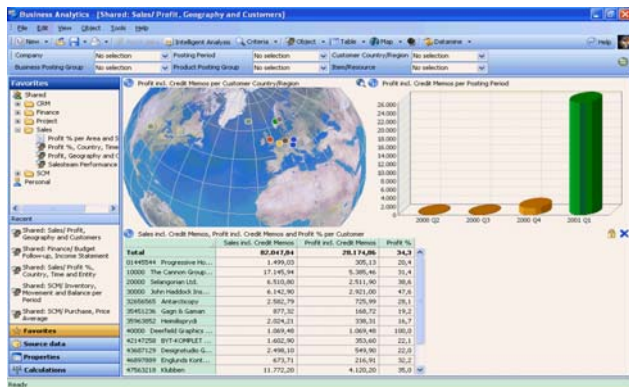 Business Analytics - [Shared: Sales/ Profit, Geography and Customers]
File Edit View Object Tools Help
New Intelligent Analysis Criteria Object Table Map Datamine Help
Company No selection Posting Period No selection Customer Country/Region No selection
Business Posting Group No selection Product Posting Group No selection Item/Resource No selection
Favorites
Shared
CRM
Finance
Project
Sales
Profit % per Area and S
Profit %, Country, Time
Profit, Geography and C
Salesteam Performance
SCM
Personal
Recent
Shared: Sales/ Profit,
Geography and Customers
Shared: Finance/ Budget
Follow-up, Income Statement
Shared: Sales/ Profit %,
Country, Time and Entity
Shared: SCM/ Inventory,
Movement and Balance per
Period
Shared: SCM/ Purchase, Price
Average
Favorites
Source data
Properties
Calculations
Ready
Profit incl. Credit Memos per Customer Country/Region
Profit incl. Credit Memos per Posting Period
26.000
24.000
22.000
20.000
18.000
16.000
14.000
12.000
10.000
8.000
6.000
4.000
2.000
0
2000 Q2 2000 Q3 2000 Q4 2001 Q1
Sales incl. Credit Memos, Profit incl. Credit Memos and Profit % per Customer
Sales incl. Credit Memos Profit incl. Credit Memos Profit %
Total 82.047,84 28.174,86 34,3
01445544 Progressive Ho... 1.499,03 305,13 20,4
10000 The Cannon Group... 17.145,94 5.385,46 31,4
20000 Selangorian Ltd. 6.510,80 2.511,90 38,6
30000 John Haddock Ins... 6.142,90 2.921,00 47,6
32656565 Antarcticopy 2.582,79 725,99 28,1
35451236 Gagn & Gaman 877,32 168,72 19,2
35963852 Heimilisprydi 2.024,21 338,31 16,7
40000 Deerfield Graphics ... 1.069,48 1.069,48 100,0
42147258 BYT-KOMPLET ... 1.602,90 353,60 22,1
43687129 Designstudio G... 2.498,10 549,90 22,0
46897889 Englunds Kont... 673,71 216,91 32,2
47563218 Klubben 11.772,20 4.120,20 35,0